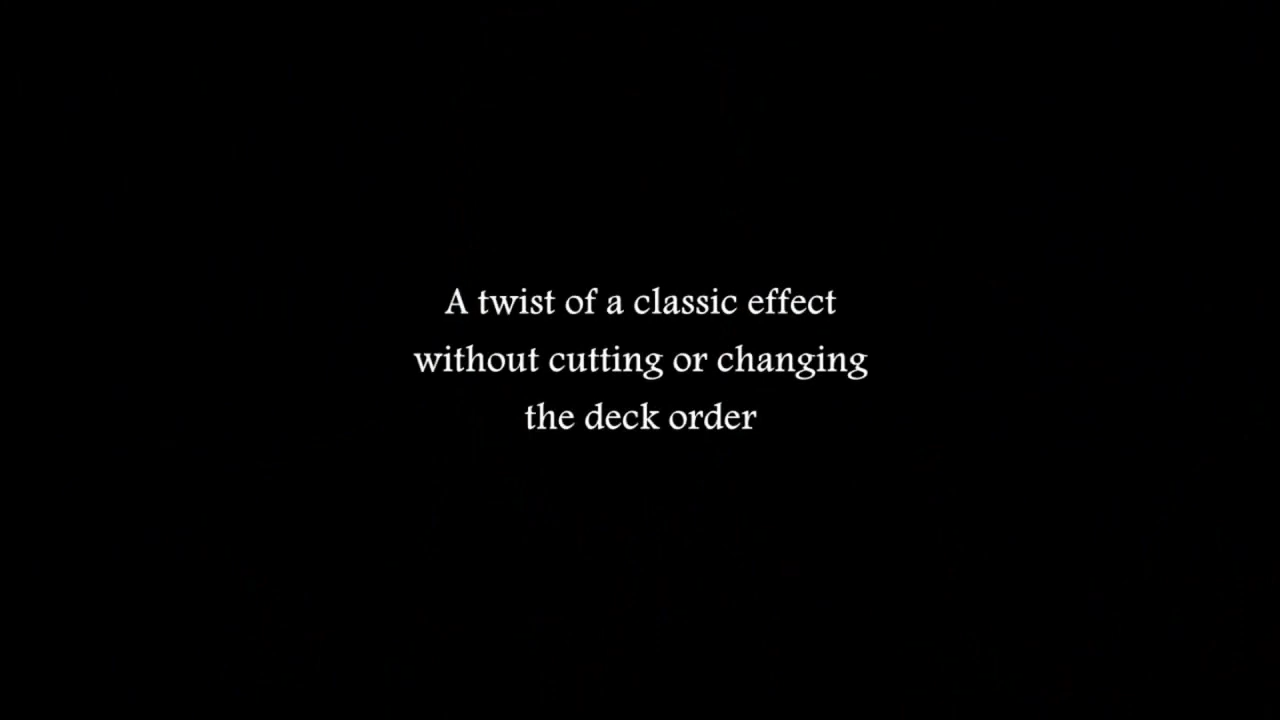 A twist of a classic effect
without cutting or changing
the deck order